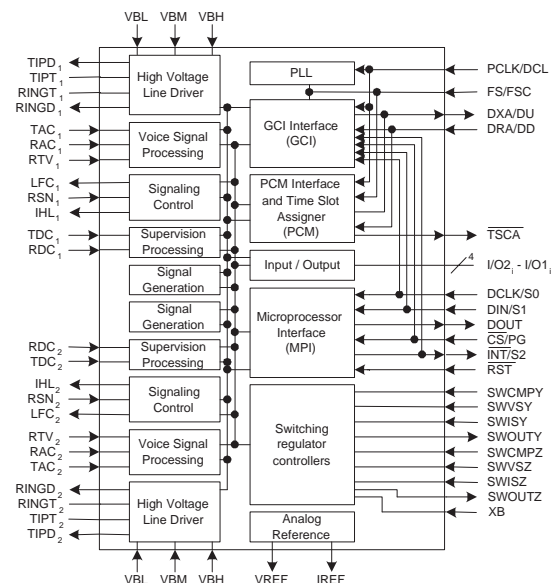 VBL VBM VBH
TIPD1
TIPT1
RINGT1
RINGD1
High Voltage
Line Driver
TAC1
RAC1
RTV1
Voice Signal
Processing
LFC1
RSN1
IHL1
Signaling
Control
TDC1
RDC1
Supervision
Processing
Signal
Generation
Signal
Generation
RDC2
TDC2
Supervision
Processing
IHL2
RSN2
LFC2
Signaling
Control
RTV2
RAC2
TAC2
Voice Signal
Processing
RINGD2
RINGT2
TIPT2
TIPD2
High Voltage
Line Driver
VBL VBM VBH
PLL
GCI Interface
(GCI)
PCM Interface
and Time Slot
Assigner
(PCM)
Input / Output
Microprocessor
Interface
(MPI)
Switching
regulator
controllers
Analog
Reference
VREF IREF
PCLK/DCL
FS/FSC
DXA/DU
DRA/DD
TSCA
4
I/O2i - I/O1i
DCLK/S0
DIN/S1
DOUT
CS/PG
INT/S2
RST
SWCMPY
SWVSY
SWISY
SWOUTY
SWCMPZ
SWVSZ
SWISZ
SWOUTZ
XB